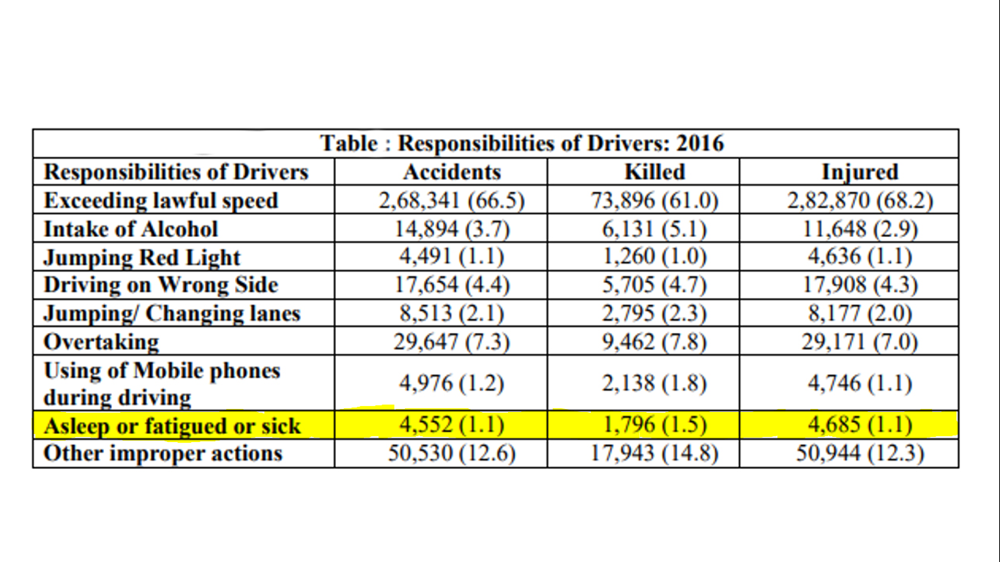 Table : Responsibilities of Drivers: 2016
Responsibilities of Drivers Accidents Killed Injured
Exceeding lawful speed 2,68,341 (66.5) 73,896 (61.0) 2,82,870 (68.2)
Intake of Alcohol 14,894 (3.7) 6,131 (5.1) 11,648 (2.9)
Jumping Red Light 4,491 (1.1) 1,260 (1.0) 4,636 (1.1)
Driving on Wrong Side 17,654 (4.4) 5,705 (4.7) 17,908 (4.3)
Jumping/ Changing lanes 8,513 (2.1) 2,795 (2.3) 8,177 (2.0)
Overtaking 29,647 (7.3) 9,462 (7.8) 29,171 (7.0)
Using of Mobile phones
during driving 4,976 (1.2) 2,138 (1.8) 4,746 (1.1)
Asleep or fatigued or sick 4,552 (1.1) 1,796 (1.5) 4,685 (1.1)
Other improper actions 50,530 (12.6) 17,943 (14.8) 50,944 (12.3)